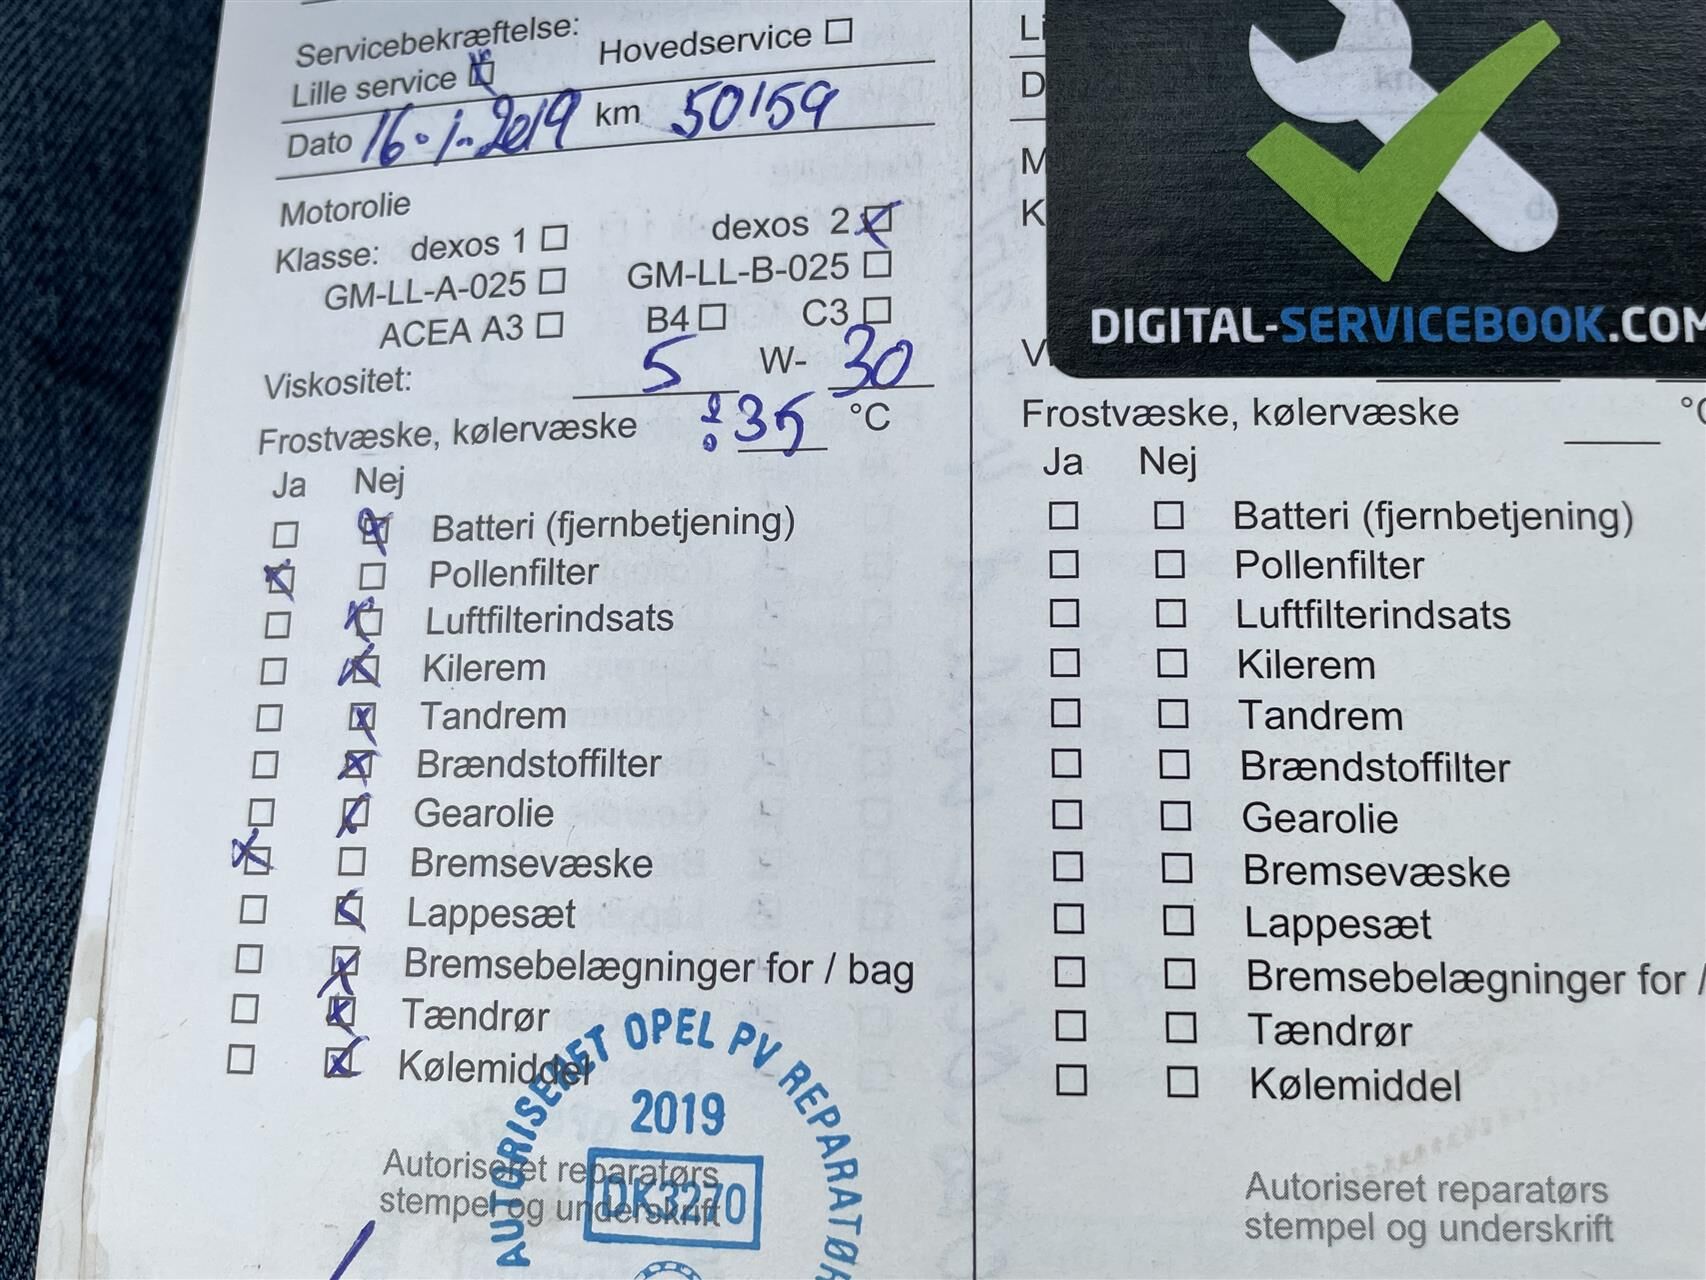 Servicebekræftelse:
Lille service ☒ Hovedservice ☐
Dato 16.1.2019 km 50159
Motorolie
Klasse: dexos 1 ☐ dexos 2 ☒
GM-LL-A-025 ☐ GM-LL-B-025 ☐
ACEA A3 ☐ B4 ☐ C3 ☐
Viskositet: 5 W- 30
Frostvæske, kølervæske 35 °C
Ja Nej
☐ ☒ Batteri (fjernbetjening)
☒ ☐ Pollenfilter
☐ ☒ Luftfilterindsats
☐ ☒ Kilerem
☐ ☒ Tandrem
☐ ☒ Brændstoffilter
☐ ☒ Gearolie
☒ ☐ Bremsevæske
☐ ☒ Lappesæt
☐ ☒ Bremsebelægninger for / bag
☐ ☒ Tændrør
☐ ☒ Kølemiddel
AUTORISERET OPEL PV REPARATØR
2019
DK3270
Autoriseret reparatørs
stempel og underskrift
DIGITAL-SERVICEBOOK.COM
Frostvæske, kølervæske
Ja Nej
☐ ☐ Batteri (fjernbetjening)
☐ ☐ Pollenfilter
☐ ☐ Luftfilterindsats
☐ ☐ Kilerem
☐ ☐ Tandrem
☐ ☐ Brændstoffilter
☐ ☐ Gearolie
☐ ☐ Bremsevæske
☐ ☐ Lappesæt
☐ ☐ Bremsebelægninger for /
☐ ☐ Tændrør
☐ ☐ Kølemiddel
Autoriseret reparatørs
stempel og underskrift